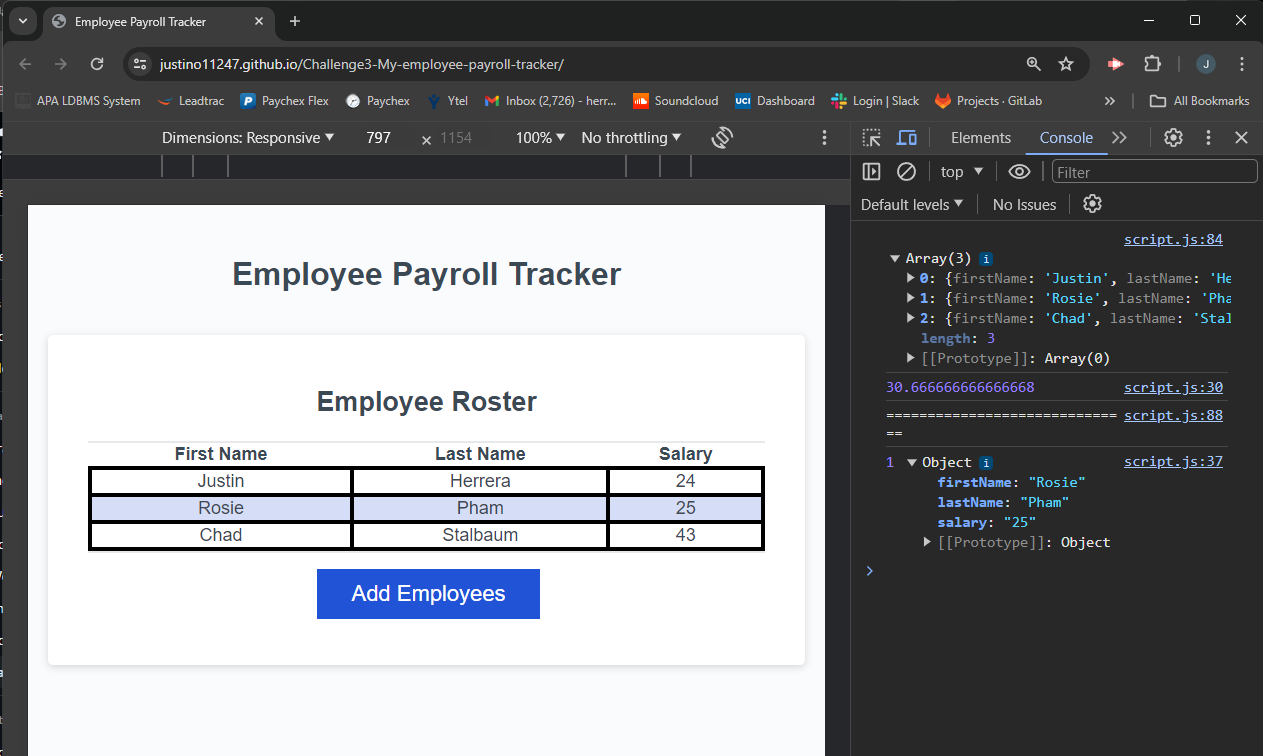 Employee Payroll Tracker
justino11247.github.io/Challenge3-My-employee-payroll-tracker/
J
APA LDBMS System Leadtrac Paychex Flex Paychex Ytel Inbox (2,726) - herr... Soundcloud UCI Dashboard Login | Slack Projects · GitLab » All Bookmarks
Dimensions: Responsive 797 × 1154 100% No throttling
Elements Console
top Filter
Default levels No Issues
Employee Payroll Tracker
Employee Roster
First Name Last Name Salary
Justin Herrera 24
Rosie Pham 25
Chad Stalbaum 43
Add Employees
script.js:84
Array(3) i
0: {firstName: 'Justin', lastName: 'He
1: {firstName: 'Rosie', lastName: 'Pha
2: {firstName: 'Chad', lastName: 'Stal
length: 3
[[Prototype]]: Array(0)
30.666666666666668 script.js:30
============================ script.js:88
==
1 Object i script.js:37
firstName: "Rosie"
lastName: "Pham"
salary: "25"
[[Prototype]]: Object